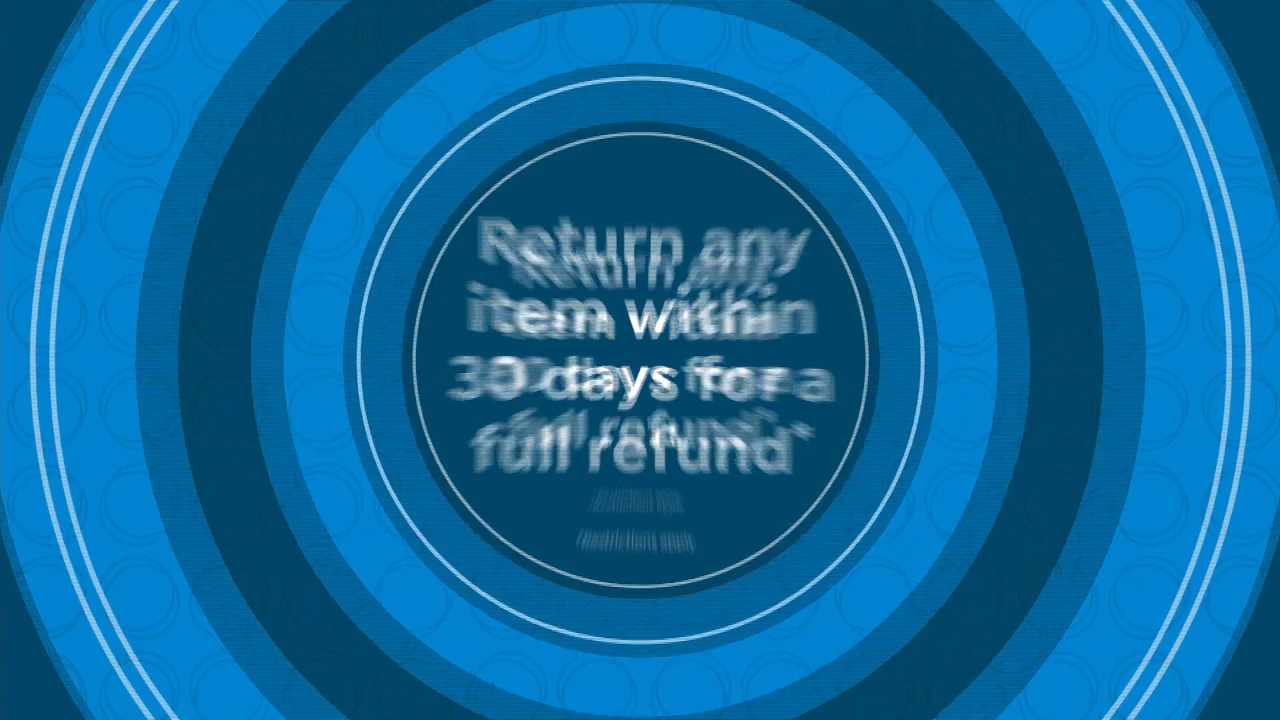 Return any
item within
30 days for a
full refund*